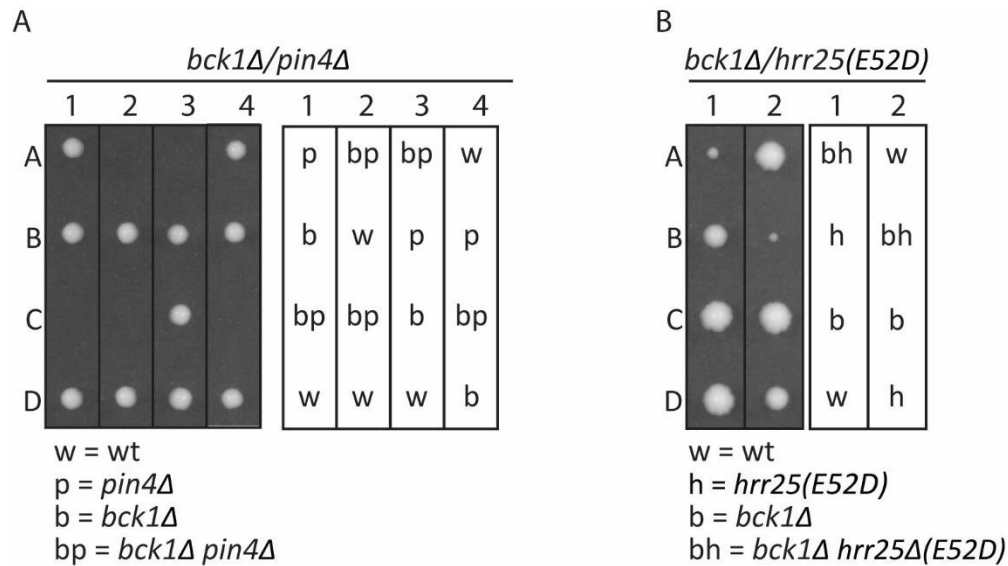 A B
bck1Δ/pin4Δ bck1Δ/hrr25(E52D)
1 2 3 4 1 2 3 4 1 2 1 2
A p bp bp w A bh w
B b w p p B h bh
C bp bp b bp C b b
D w w w b D w h
w = wt w = wt
p = pin4Δ h = hrr25(E52D)
b = bck1Δ b = bck1Δ
bp = bck1Δ pin4Δ bh = bck1Δ hrr25Δ(E52D)